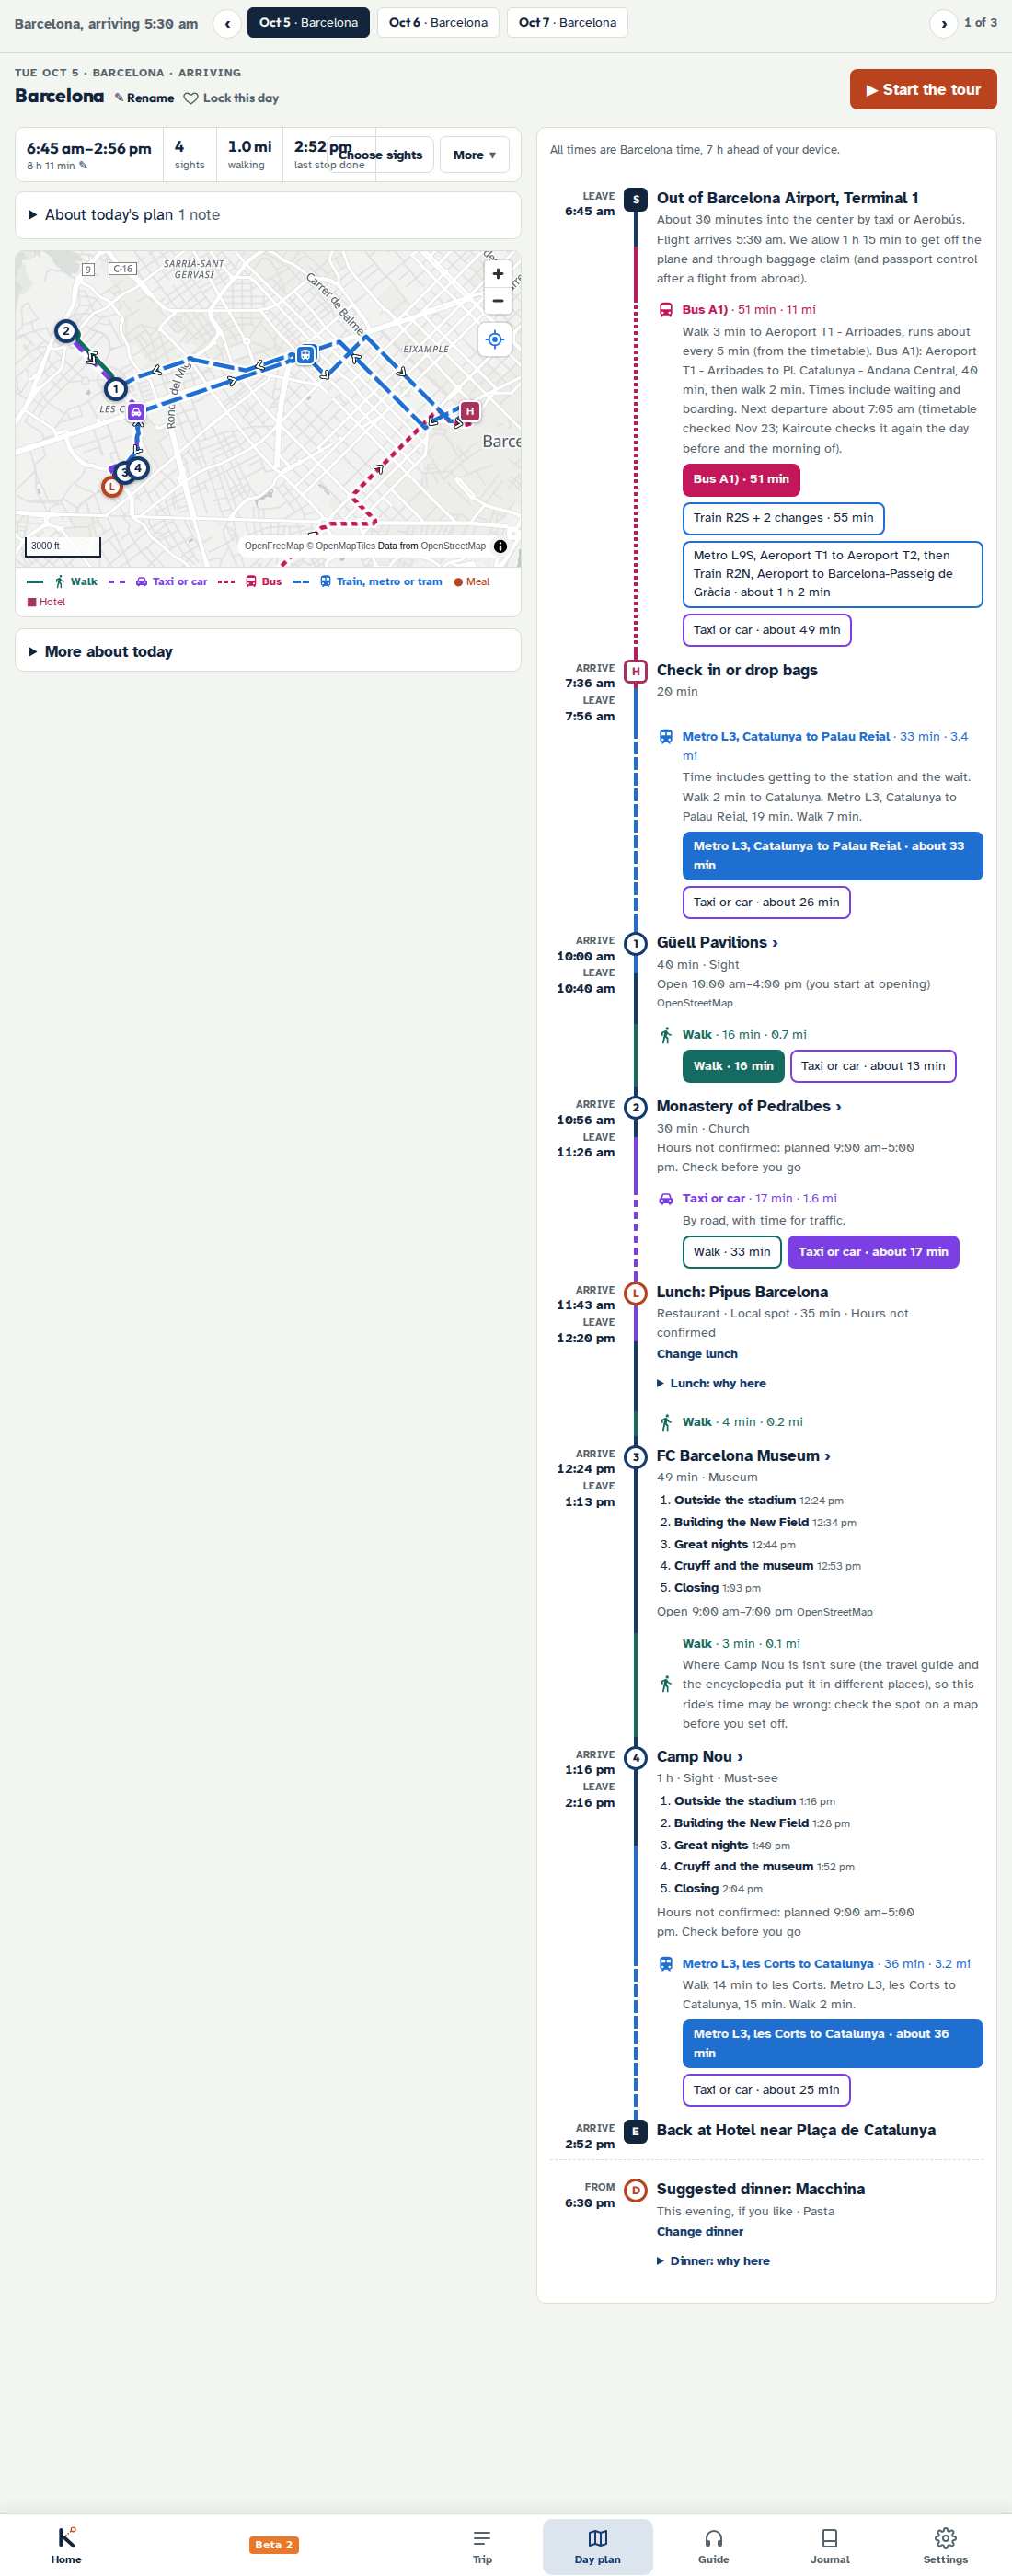 Barcelona, arriving 5:30 am
‹
Oct 5 · Barcelona
Oct 6 · Barcelona
Oct 7 · Barcelona
›
1 of 3
TUE OCT 5 · BARCELONA · ARRIVING
Barcelona
✎ Rename
Lock this day
▶ Start the tour
6:45 am–2:56 pm
8 h 11 min ✎
4
sights
1.0 mi
walking
2:52 pm
last stop done
Choose sights
More ▼
▶ About today's plan 1 note
9
C-16
SARRIÀ-SANT
GERVASI
Carrer de Balme
EIXAMPLE
LES C
Barce
+
−
2
1
3
4
L
H
3000 ft
OpenFreeMap © OpenMapTiles Data from OpenStreetMap
Walk
Taxi or car
Bus
Train, metro or tram
Meal
Hotel
▶ More about today
All times are Barcelona time, 7 h ahead of your device.
LEAVE
6:45 am
S
Out of Barcelona Airport, Terminal 1
About 30 minutes into the center by taxi or Aerobús.
Flight arrives 5:30 am. We allow 1 h 15 min to get off the
plane and through baggage claim (and passport control
after a flight from abroad).
Bus A1) · 51 min · 11 mi
Walk 3 min to Aeroport T1 - Arribades, runs about
every 5 min (from the timetable). Bus A1): Aeroport
T1 - Arribades to Pl. Catalunya - Andana Central, 40
min, then walk 2 min. Times include waiting and
boarding. Next departure about 7:05 am (timetable
checked Nov 23; Kairoute checks it again the day
before and the morning of).
Bus A1) · 51 min
Train R2S + 2 changes · 55 min
Metro L9S, Aeroport T1 to Aeroport T2, then
Train R2N, Aeroport to Barcelona-Passeig de
Gràcia · about 1 h 2 min
Taxi or car · about 49 min
ARRIVE
7:36 am
LEAVE
7:56 am
H
Check in or drop bags
20 min
Metro L3, Catalunya to Palau Reial · 33 min · 3.4
mi
Time includes getting to the station and the wait.
Walk 2 min to Catalunya. Metro L3, Catalunya to
Palau Reial, 19 min. Walk 7 min.
Metro L3, Catalunya to Palau Reial · about 33
min
Taxi or car · about 26 min
ARRIVE
10:00 am
LEAVE
10:40 am
1
Güell Pavilions ›
40 min · Sight
Open 10:00 am–4:00 pm (you start at opening)
OpenStreetMap
Walk · 16 min · 0.7 mi
Walk · 16 min
Taxi or car · about 13 min
ARRIVE
10:56 am
LEAVE
11:26 am
2
Monastery of Pedralbes ›
30 min · Church
Hours not confirmed: planned 9:00 am–5:00
pm. Check before you go
Taxi or car · 17 min · 1.6 mi
By road, with time for traffic.
Walk · 33 min
Taxi or car · about 17 min
ARRIVE
11:43 am
LEAVE
12:20 pm
L
Lunch: Pipus Barcelona
Restaurant · Local spot · 35 min · Hours not
confirmed
Change lunch
▶ Lunch: why here
Walk · 4 min · 0.2 mi
ARRIVE
12:24 pm
LEAVE
1:13 pm
3
FC Barcelona Museum ›
49 min · Museum
1. Outside the stadium 12:24 pm
2. Building the New Field 12:34 pm
3. Great nights 12:44 pm
4. Cruyff and the museum 12:53 pm
5. Closing 1:03 pm
Open 9:00 am–7:00 pm OpenStreetMap
Walk · 3 min · 0.1 mi
Where Camp Nou is isn't sure (the travel guide and
the encyclopedia put it in different places), so this
ride's time may be wrong: check the spot on a map
before you set off.
ARRIVE
1:16 pm
LEAVE
2:16 pm
4
Camp Nou ›
1 h · Sight · Must-see
1. Outside the stadium 1:16 pm
2. Building the New Field 1:28 pm
3. Great nights 1:40 pm
4. Cruyff and the museum 1:52 pm
5. Closing 2:04 pm
Hours not confirmed: planned 9:00 am–5:00
pm. Check before you go
Metro L3, les Corts to Catalunya · 36 min · 3.2 mi
Walk 14 min to les Corts. Metro L3, les Corts to
Catalunya, 15 min. Walk 2 min.
Metro L3, les Corts to Catalunya · about 36
min
Taxi or car · about 25 min
ARRIVE
2:52 pm
E
Back at Hotel near Plaça de Catalunya
FROM
6:30 pm
D
Suggested dinner: Macchina
This evening, if you like · Pasta
Change dinner
▶ Dinner: why here
Home
Beta 2
Trip
Day plan
Guide
Journal
Settings